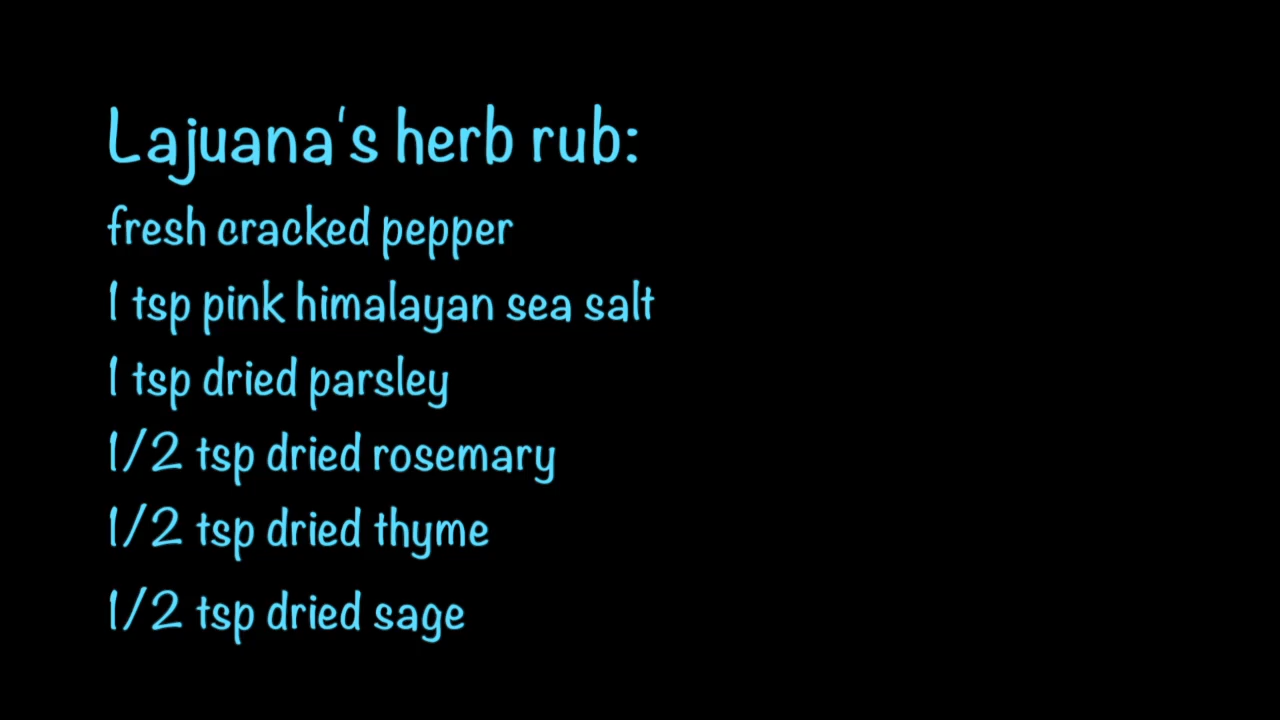 Lajuana's herb rub:
fresh cracked pepper
1 tsp pink himalayan sea salt
1 tsp dried parsley
1/2 tsp dried rosemary
1/2 tsp dried thyme
1/2 tsp dried sage